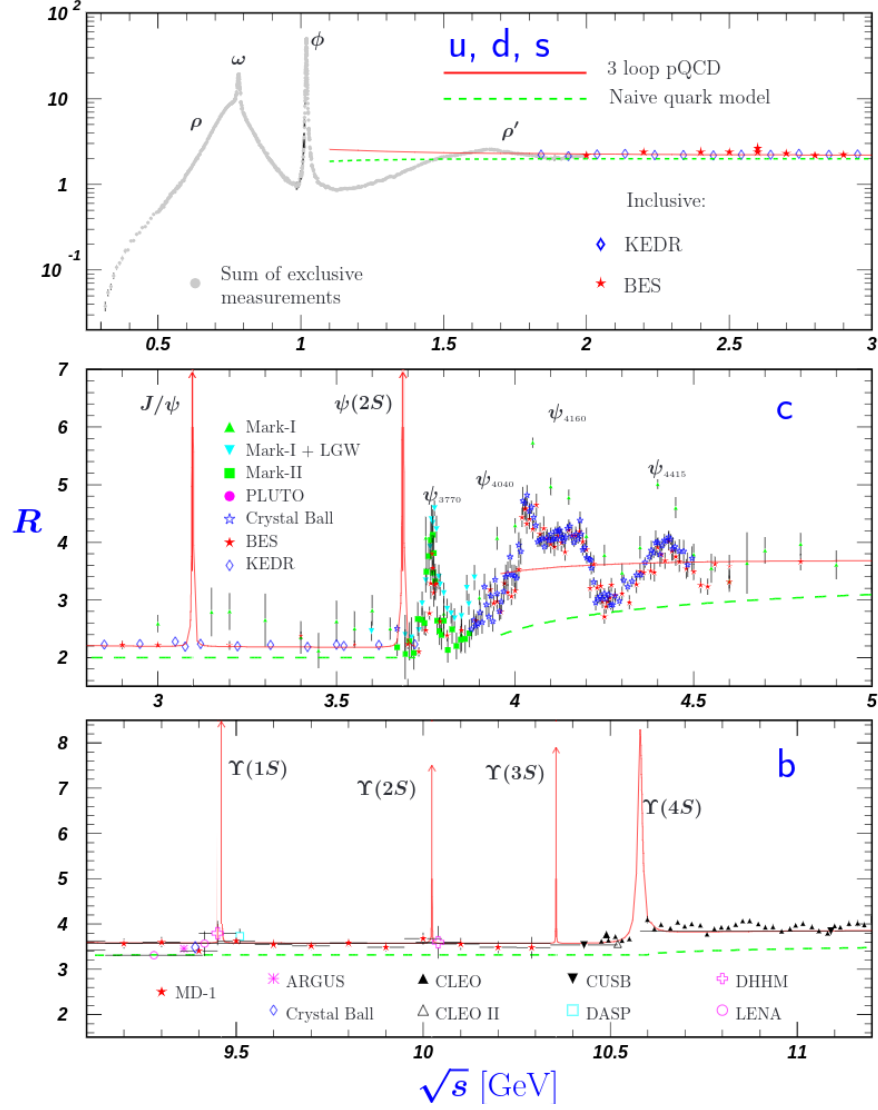 u, d, s
3 loop pQCD
Naive quark model
ϕ
ω
ρ
ρ′
Inclusive:
KEDR
BES
Sum of exclusive
measurements
10²
10
1
10⁻¹
0.5 1 1.5 2 2.5 3
R
c
J/ψ
ψ(2S)
ψ₃₇₇₀
ψ₄₀₄₀
ψ₄₁₆₀
ψ₄₄₁₅
Mark-I
Mark-I + LGW
Mark-II
PLUTO
Crystal Ball
BES
KEDR
7
6
5
4
3
2
3 3.5 4 4.5 5
b
ϒ(1S)
ϒ(2S)
ϒ(3S)
ϒ(4S)
8
7
6
5
4
3
2
MD-1
ARGUS CLEO CUSB DHHM
Crystal Ball CLEO II DASP LENA
9.5 10 10.5 11
√s [GeV]